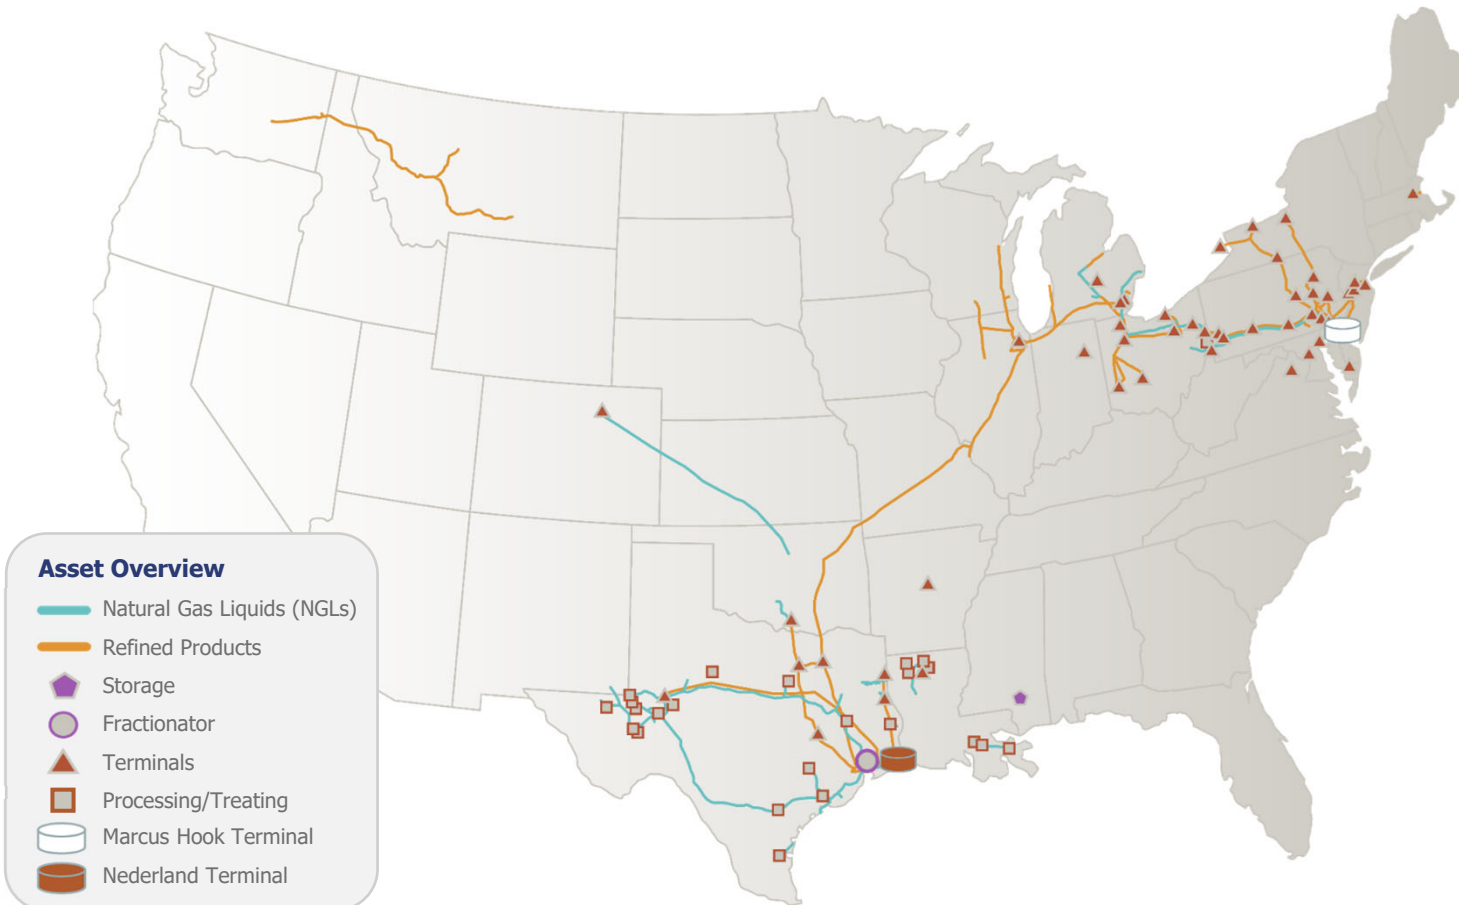 Asset Overview
Natural Gas Liquids (NGLs)
Refined Products
Storage
Fractionator
Terminals
Processing/Treating
Marcus Hook Terminal
Nederland Terminal